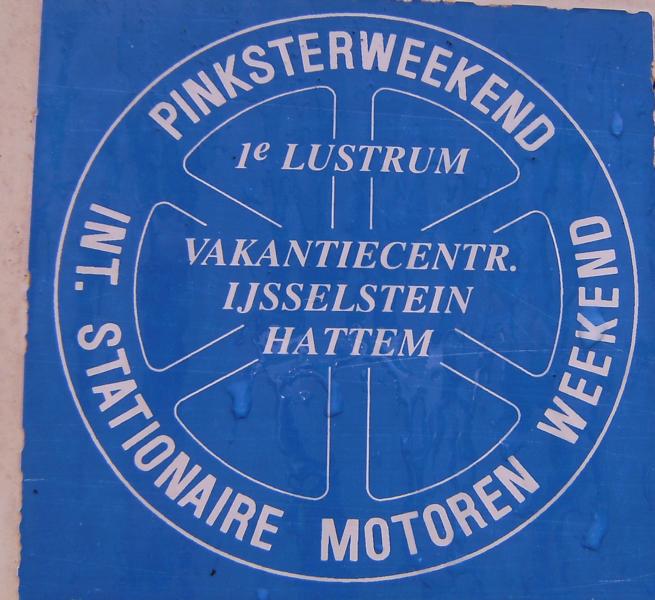 PINKSTERWEEKEND
1e LUSTRUM
VAKANTIECENTR.
IJSSELSTEIN
HATTEM
INT. STATIONAIRE MOTOREN WEEKEND